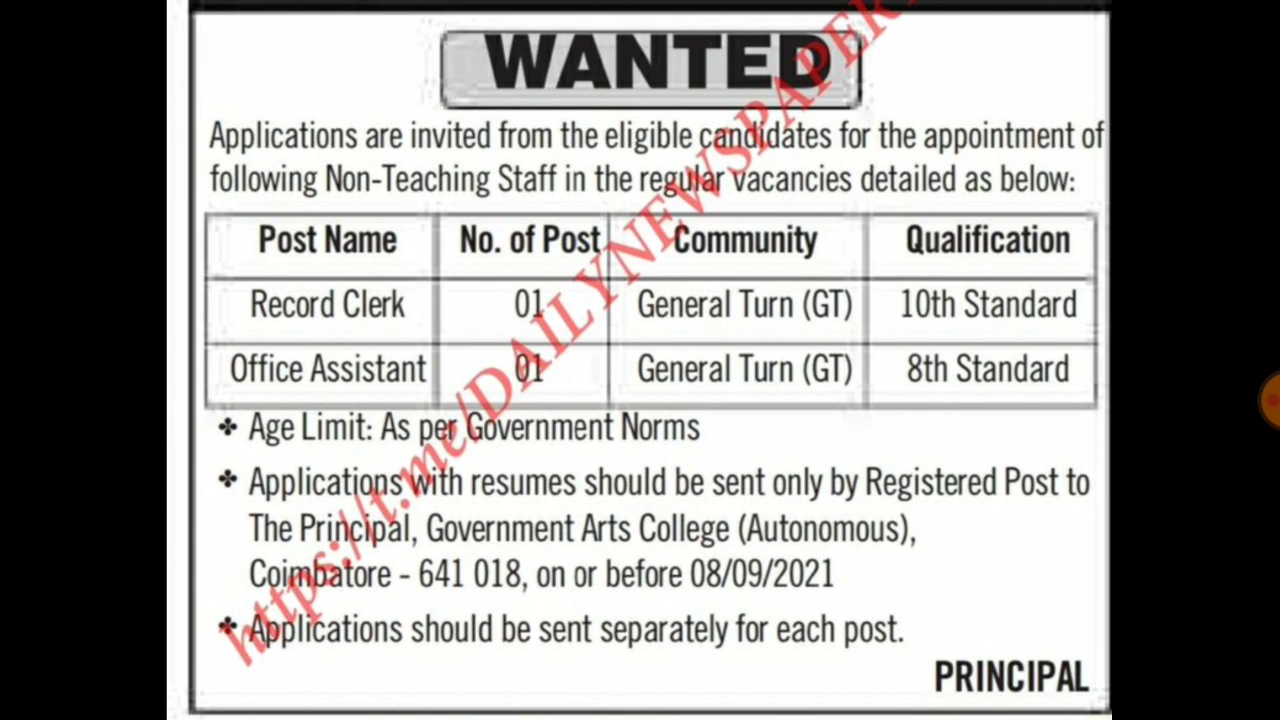 WANTED
Applications are invited from the eligible candidates for the appointment of
following Non-Teaching Staff in the regular vacancies detailed as below:
Post Name No. of Post Community Qualification
Record Clerk 01 General Turn (GT) 10th Standard
Office Assistant 01 General Turn (GT) 8th Standard
❖ Age Limit: As per Government Norms
❖ Applications with resumes should be sent only by Registered Post to
The Principal, Government Arts College (Autonomous),
Coimbatore - 641 018, on or before 08/09/2021
❖ Applications should be sent separately for each post.
PRINCIPAL
https://t.me/DAILYNEWSPAPER